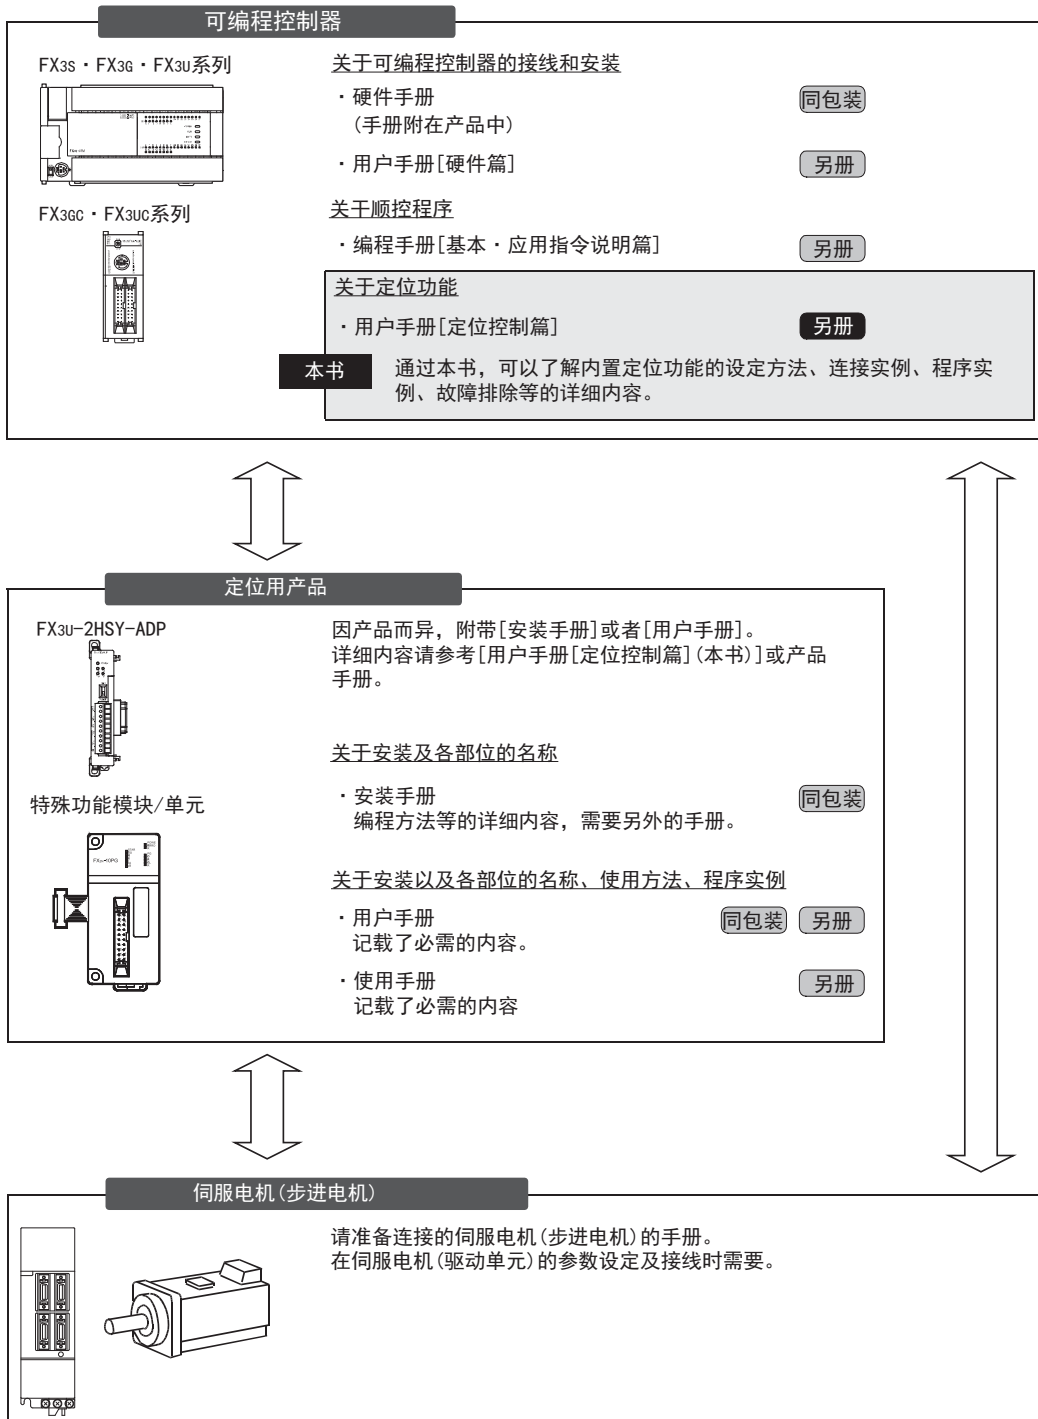 可编程控制器
FX3S・FX3G・FX3U系列
关于可编程控制器的接线和安装
・硬件手册
(手册附在产品中)
同包装
・用户手册[硬件篇]
另册
FX3GC・FX3UC系列
关于顺控程序
・编程手册[基本・应用指令说明篇]
另册
关于定位功能
・用户手册[定位控制篇]
另册
本书
通过本书，可以了解内置定位功能的设定方法、连接实例、程序实
例、故障排除等的详细内容。
定位用产品
FX3U-2HSY-ADP
因产品而异，附带[安装手册]或者[用户手册]。
详细内容请参考[用户手册[定位控制篇](本书)]或产品
手册。
关于安装及各部位的名称
特殊功能模块/单元
・安装手册
同包装
编程方法等的详细内容，需要另外的手册。
关于安装以及各部位的名称、使用方法、程序实例
・用户手册
同包装 另册
记载了必需的内容。
・使用手册
另册
记载了必需的内容
伺服电机(步进电机)
请准备连接的伺服电机(步进电机)的手册。
在伺服电机(驱动单元)的参数设定及接线时需要。